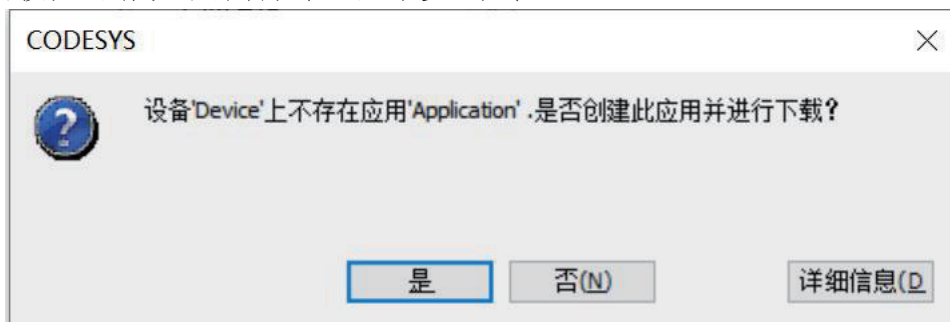 CODESYS
设备'Device'上不存在应用'Application' .是否创建此应用并进行下载?
是
否(N)
详细信息(D